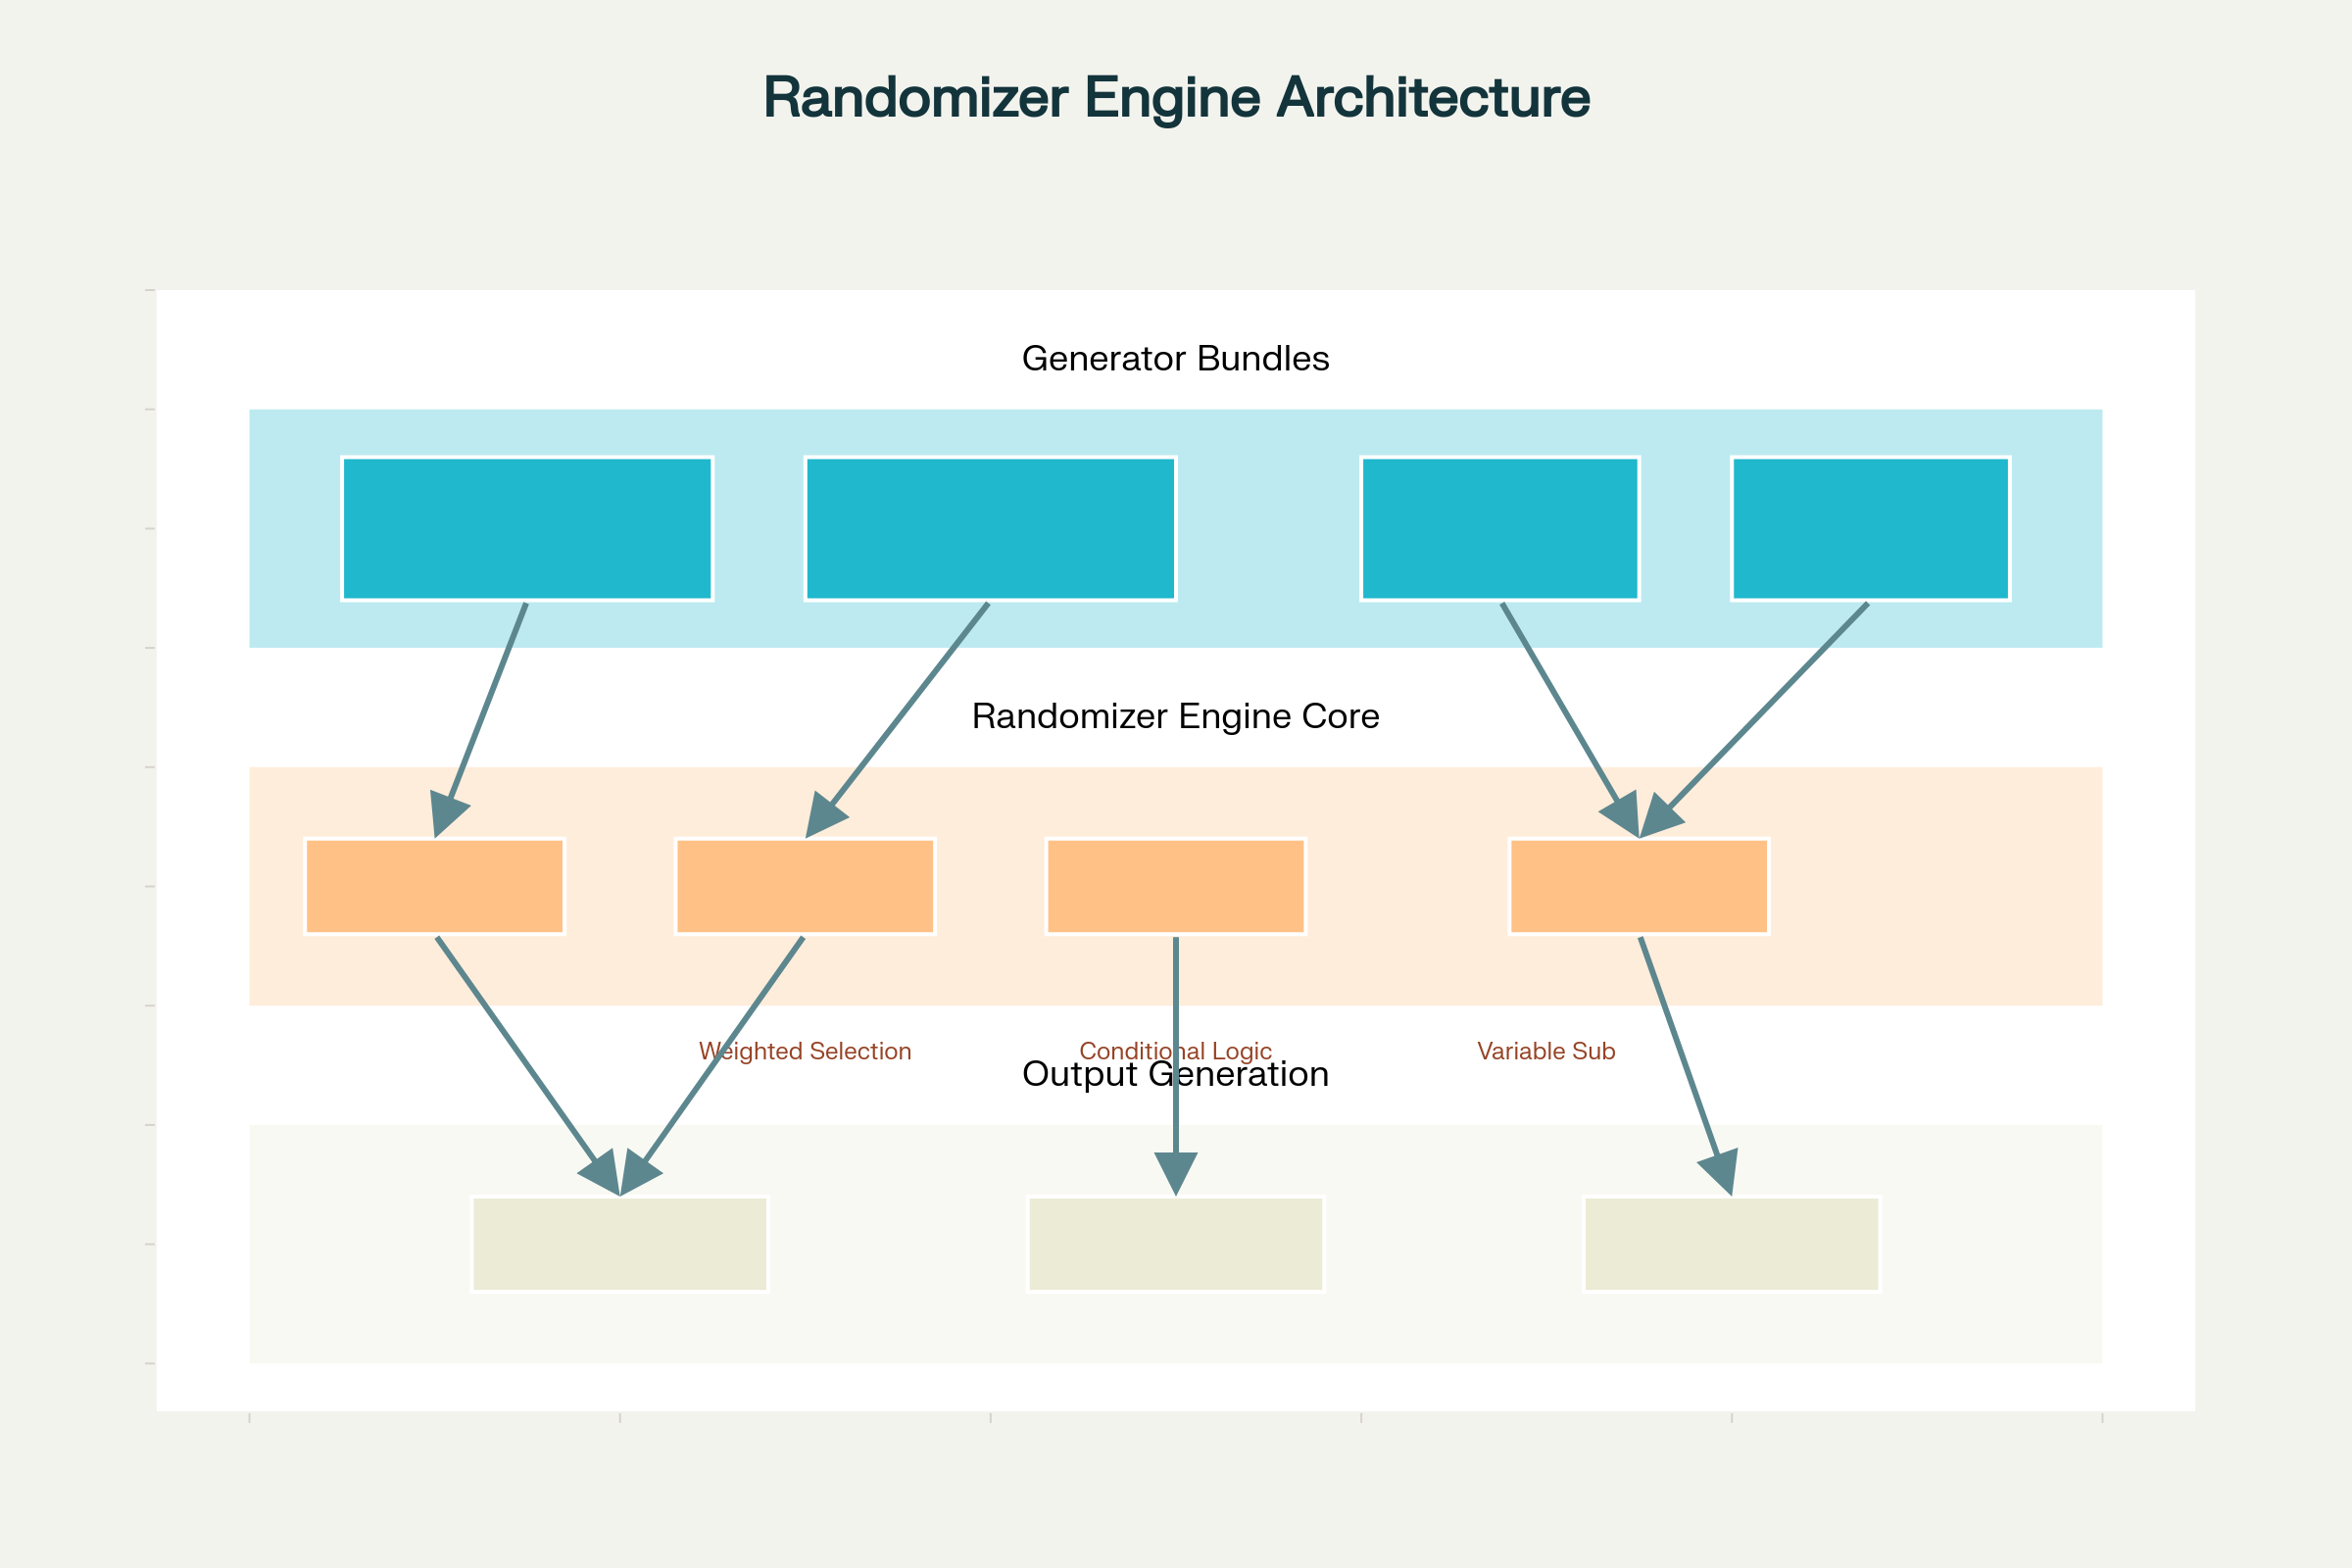 Randomizer Engine Architecture
Generator Bundles
Randomizer Engine Core
Weighted Selection
Conditional Logic
Variable Sub
Output Generation